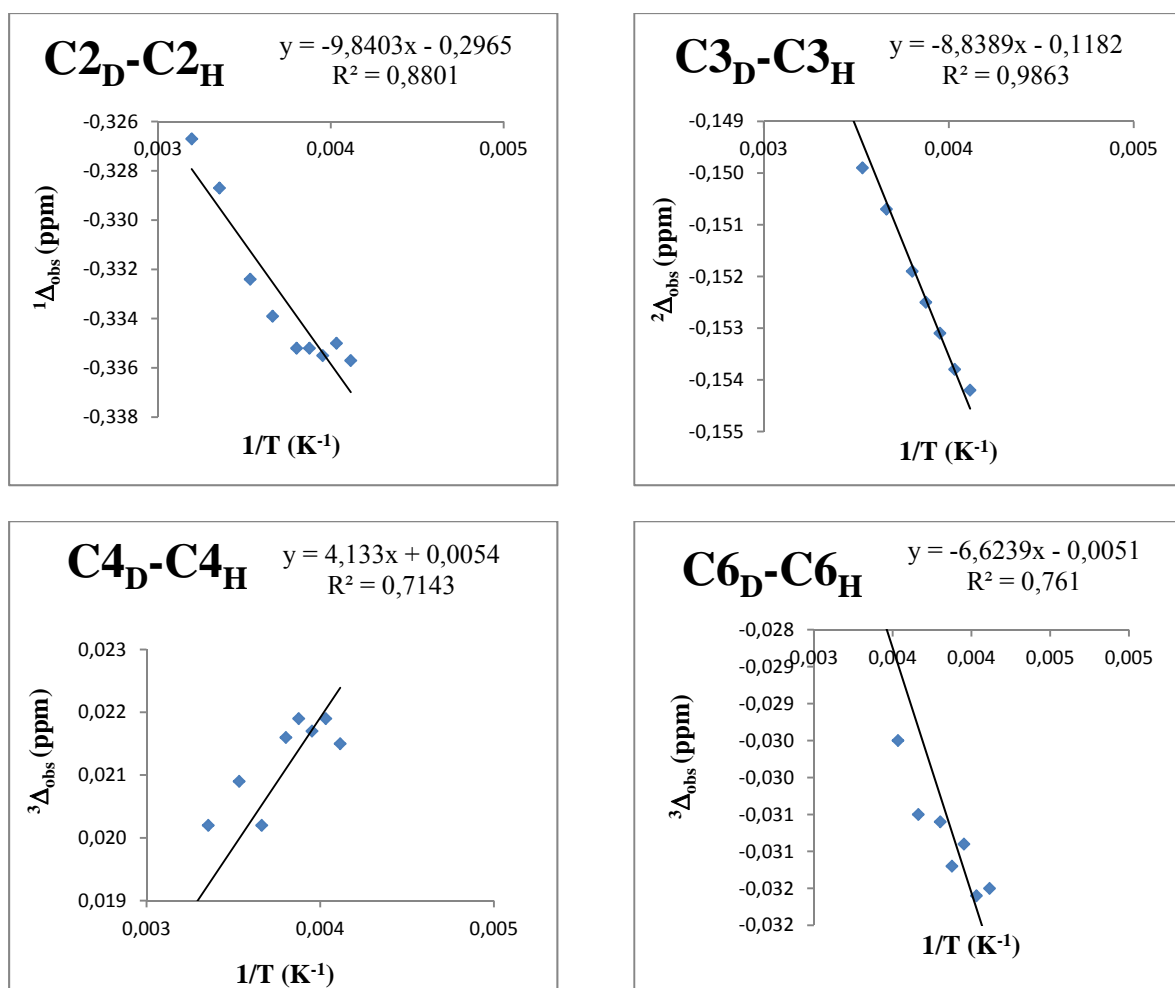 C2D-C2H
y = -9,8403x - 0,2965
R² = 0,8801
-0,326
-0,328
-0,330
-0,332
-0,334
-0,336
-0,338
0,003 0,004 0,005
¹Δobs (ppm)
1/T (K⁻¹)
C3D-C3H
y = -8,8389x - 0,1182
R² = 0,9863
-0,149
-0,150
-0,151
-0,152
-0,153
-0,154
-0,155
0,003 0,004 0,005
²Δobs (ppm)
1/T (K⁻¹)
C4D-C4H
y = 4,133x + 0,0054
R² = 0,7143
0,023
0,022
0,021
0,020
0,019
0,003 0,004 0,005
³Δobs (ppm)
1/T (K⁻¹)
C6D-C6H
y = -6,6239x - 0,0051
R² = 0,761
-0,028
-0,029
-0,029
-0,030
-0,030
-0,031
-0,031
-0,032
-0,032
0,003 0,004 0,004 0,005 0,005
³Δobs (ppm)
1/T (K⁻¹)